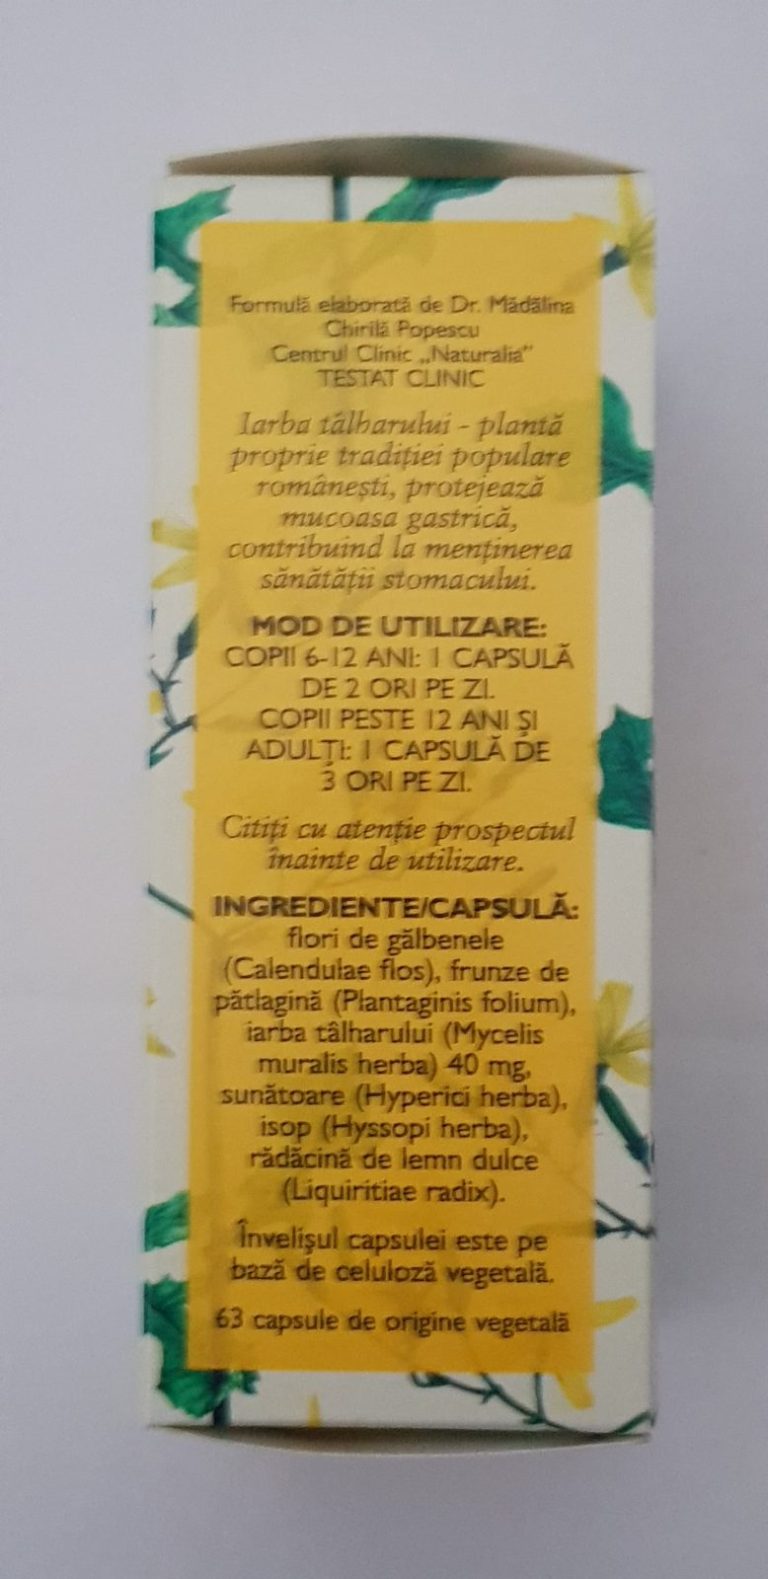 Formulă elaborată de Dr. Mădălina
Chirilă Popescu
Centrul Clinic „Naturalia”
TESTAT CLINIC
Iarba tâlharului - plantă
proprie tradiției populare
românești, protejează
mucoasa gastrică,
contribuind la menținerea
sănătății stomacului.
MOD DE UTILIZARE:
COPII 6-12 ANI: 1 CAPSULĂ
DE 2 ORI PE ZI.
COPII PESTE 12 ANI ȘI
ADULȚI: 1 CAPSULĂ DE
3 ORI PE ZI.
Citiți cu atenție prospectul
înainte de utilizare.
INGREDIENTE/CAPSULĂ:
flori de gălbenele
(Calendulae flos), frunze de
pătlagină (Plantaginis folium),
iarba tâlharului (Mycelis
muralis herba) 40 mg,
sunătoare (Hyperici herba),
isop (Hyssopi herba),
rădăcină de lemn dulce
(Liquiritiae radix).
Învelișul capsulei este pe
bază de celuloză vegetală.
63 capsule de origine vegetală